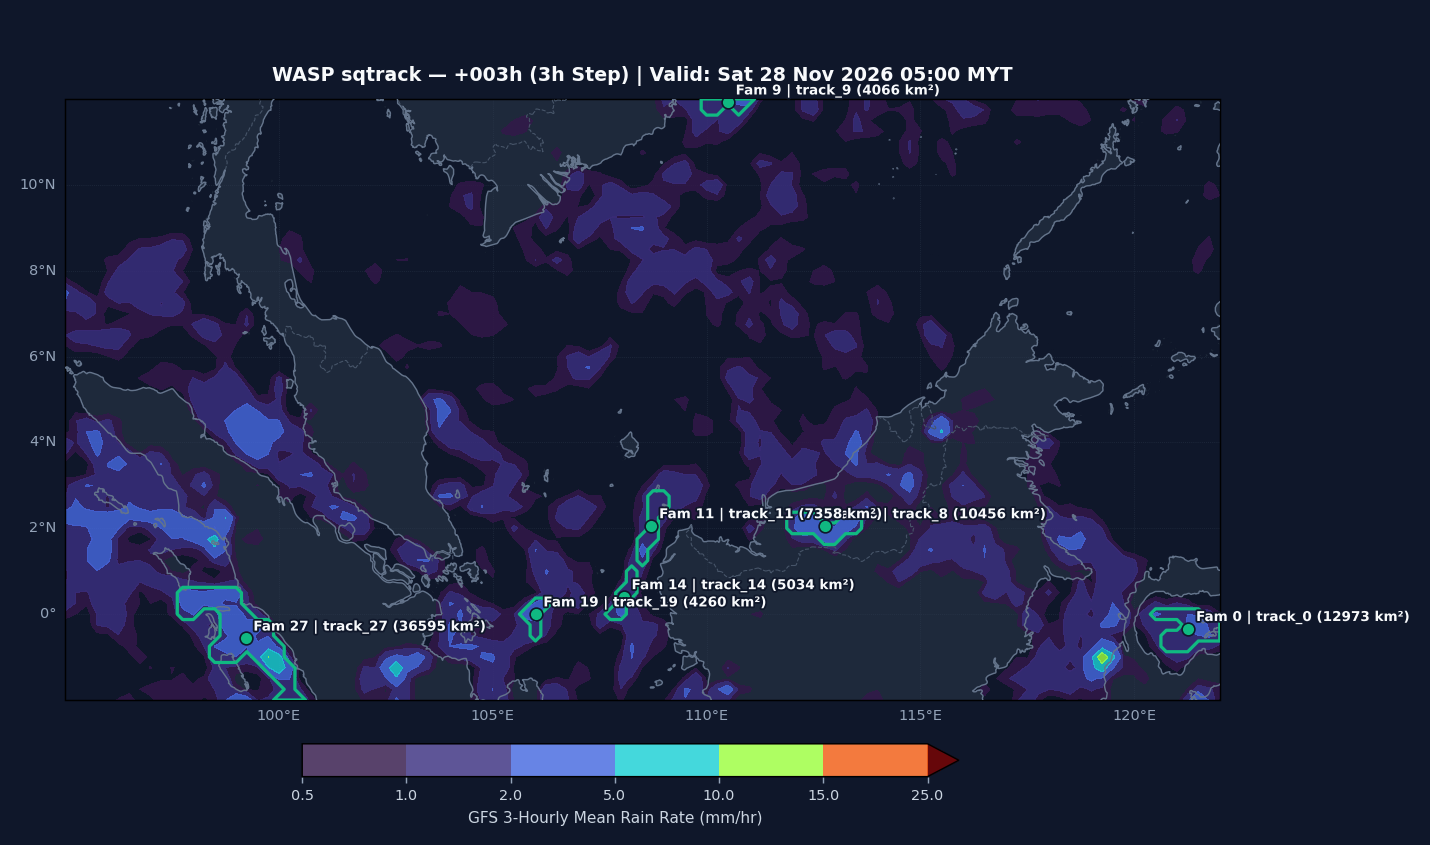 WASP sqtrack — +003h (3h Step) | Valid: Sat 28 Nov 2026 05:00 MYT
Fam 9 | track_9 (4066 km²)
10°N
8°N
6°N
4°N
2°N
0°
Fam 11 | track_11 (7358 km²)
| track_8 (10456 km²)
Fam 14 | track_14 (5034 km²)
Fam 19 | track_19 (4260 km²)
Fam 0 | track_0 (12973 km²)
Fam 27 | track_27 (36595 km²)
100°E 105°E 110°E 115°E 120°E
0.5 1.0 2.0 5.0 10.0 15.0 25.0
GFS 3-Hourly Mean Rain Rate (mm/hr)